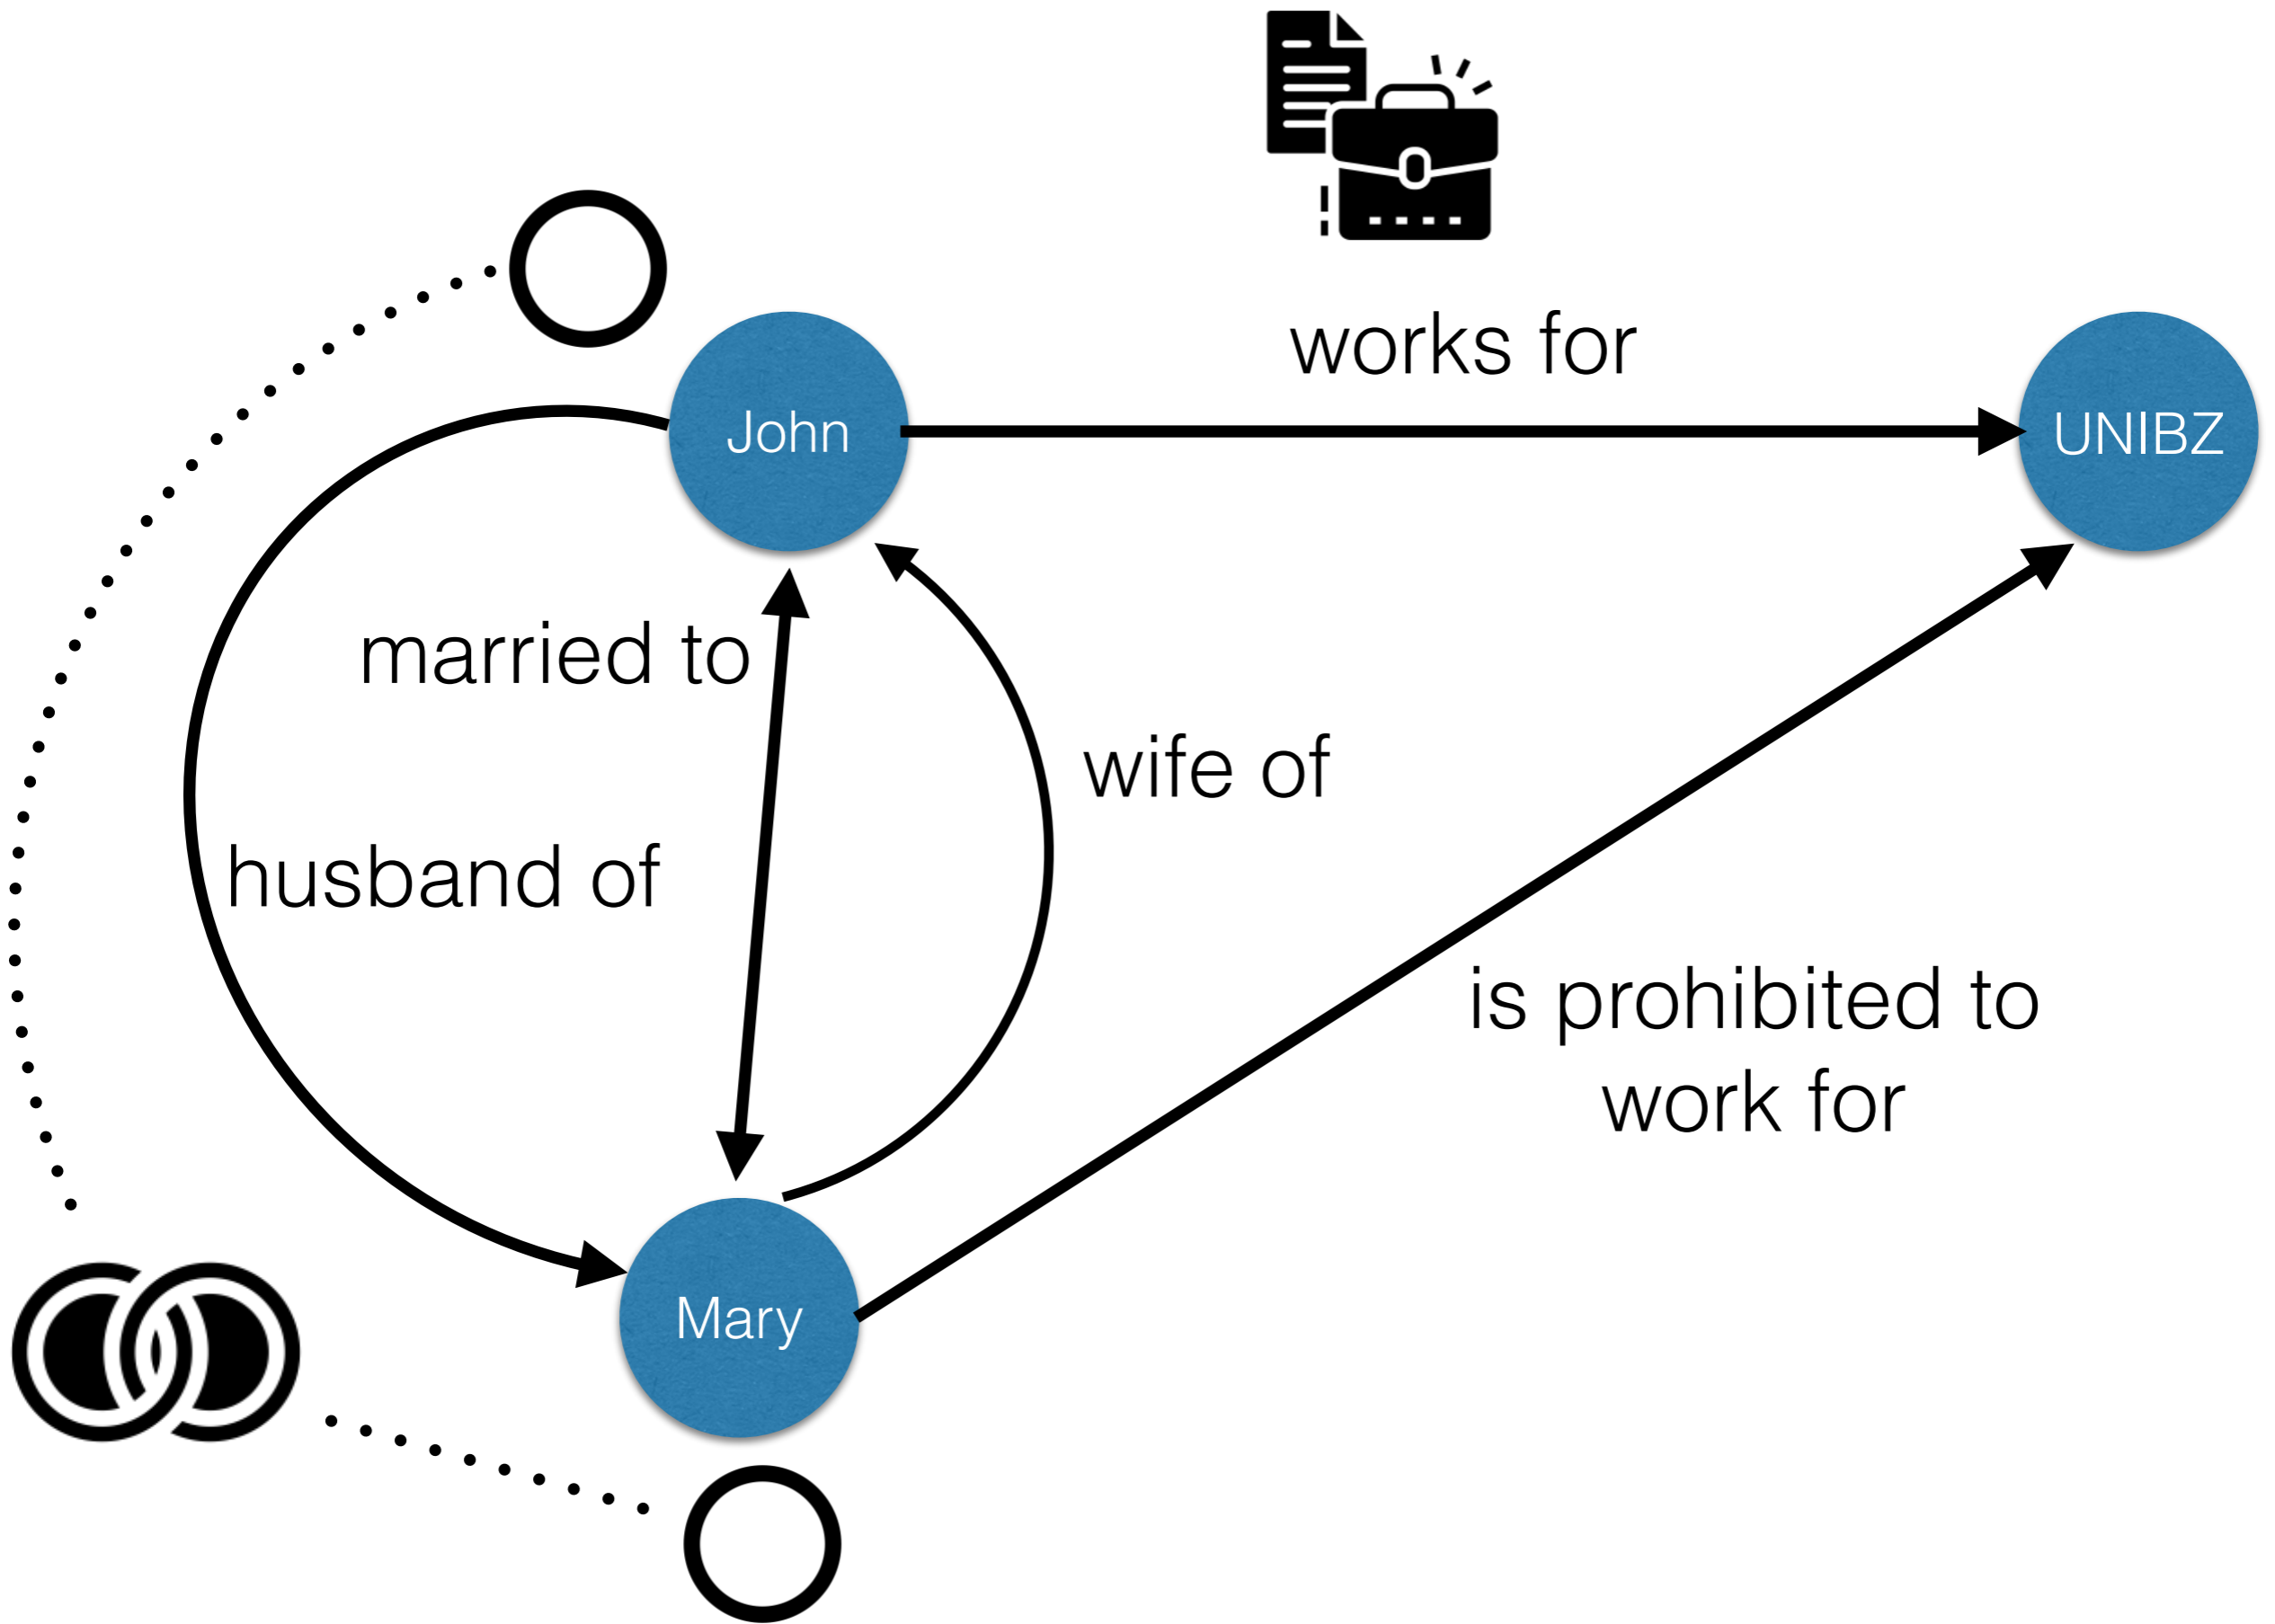 works for
John
UNIBZ
married to
wife of
husband of
is prohibited to
work for
Mary